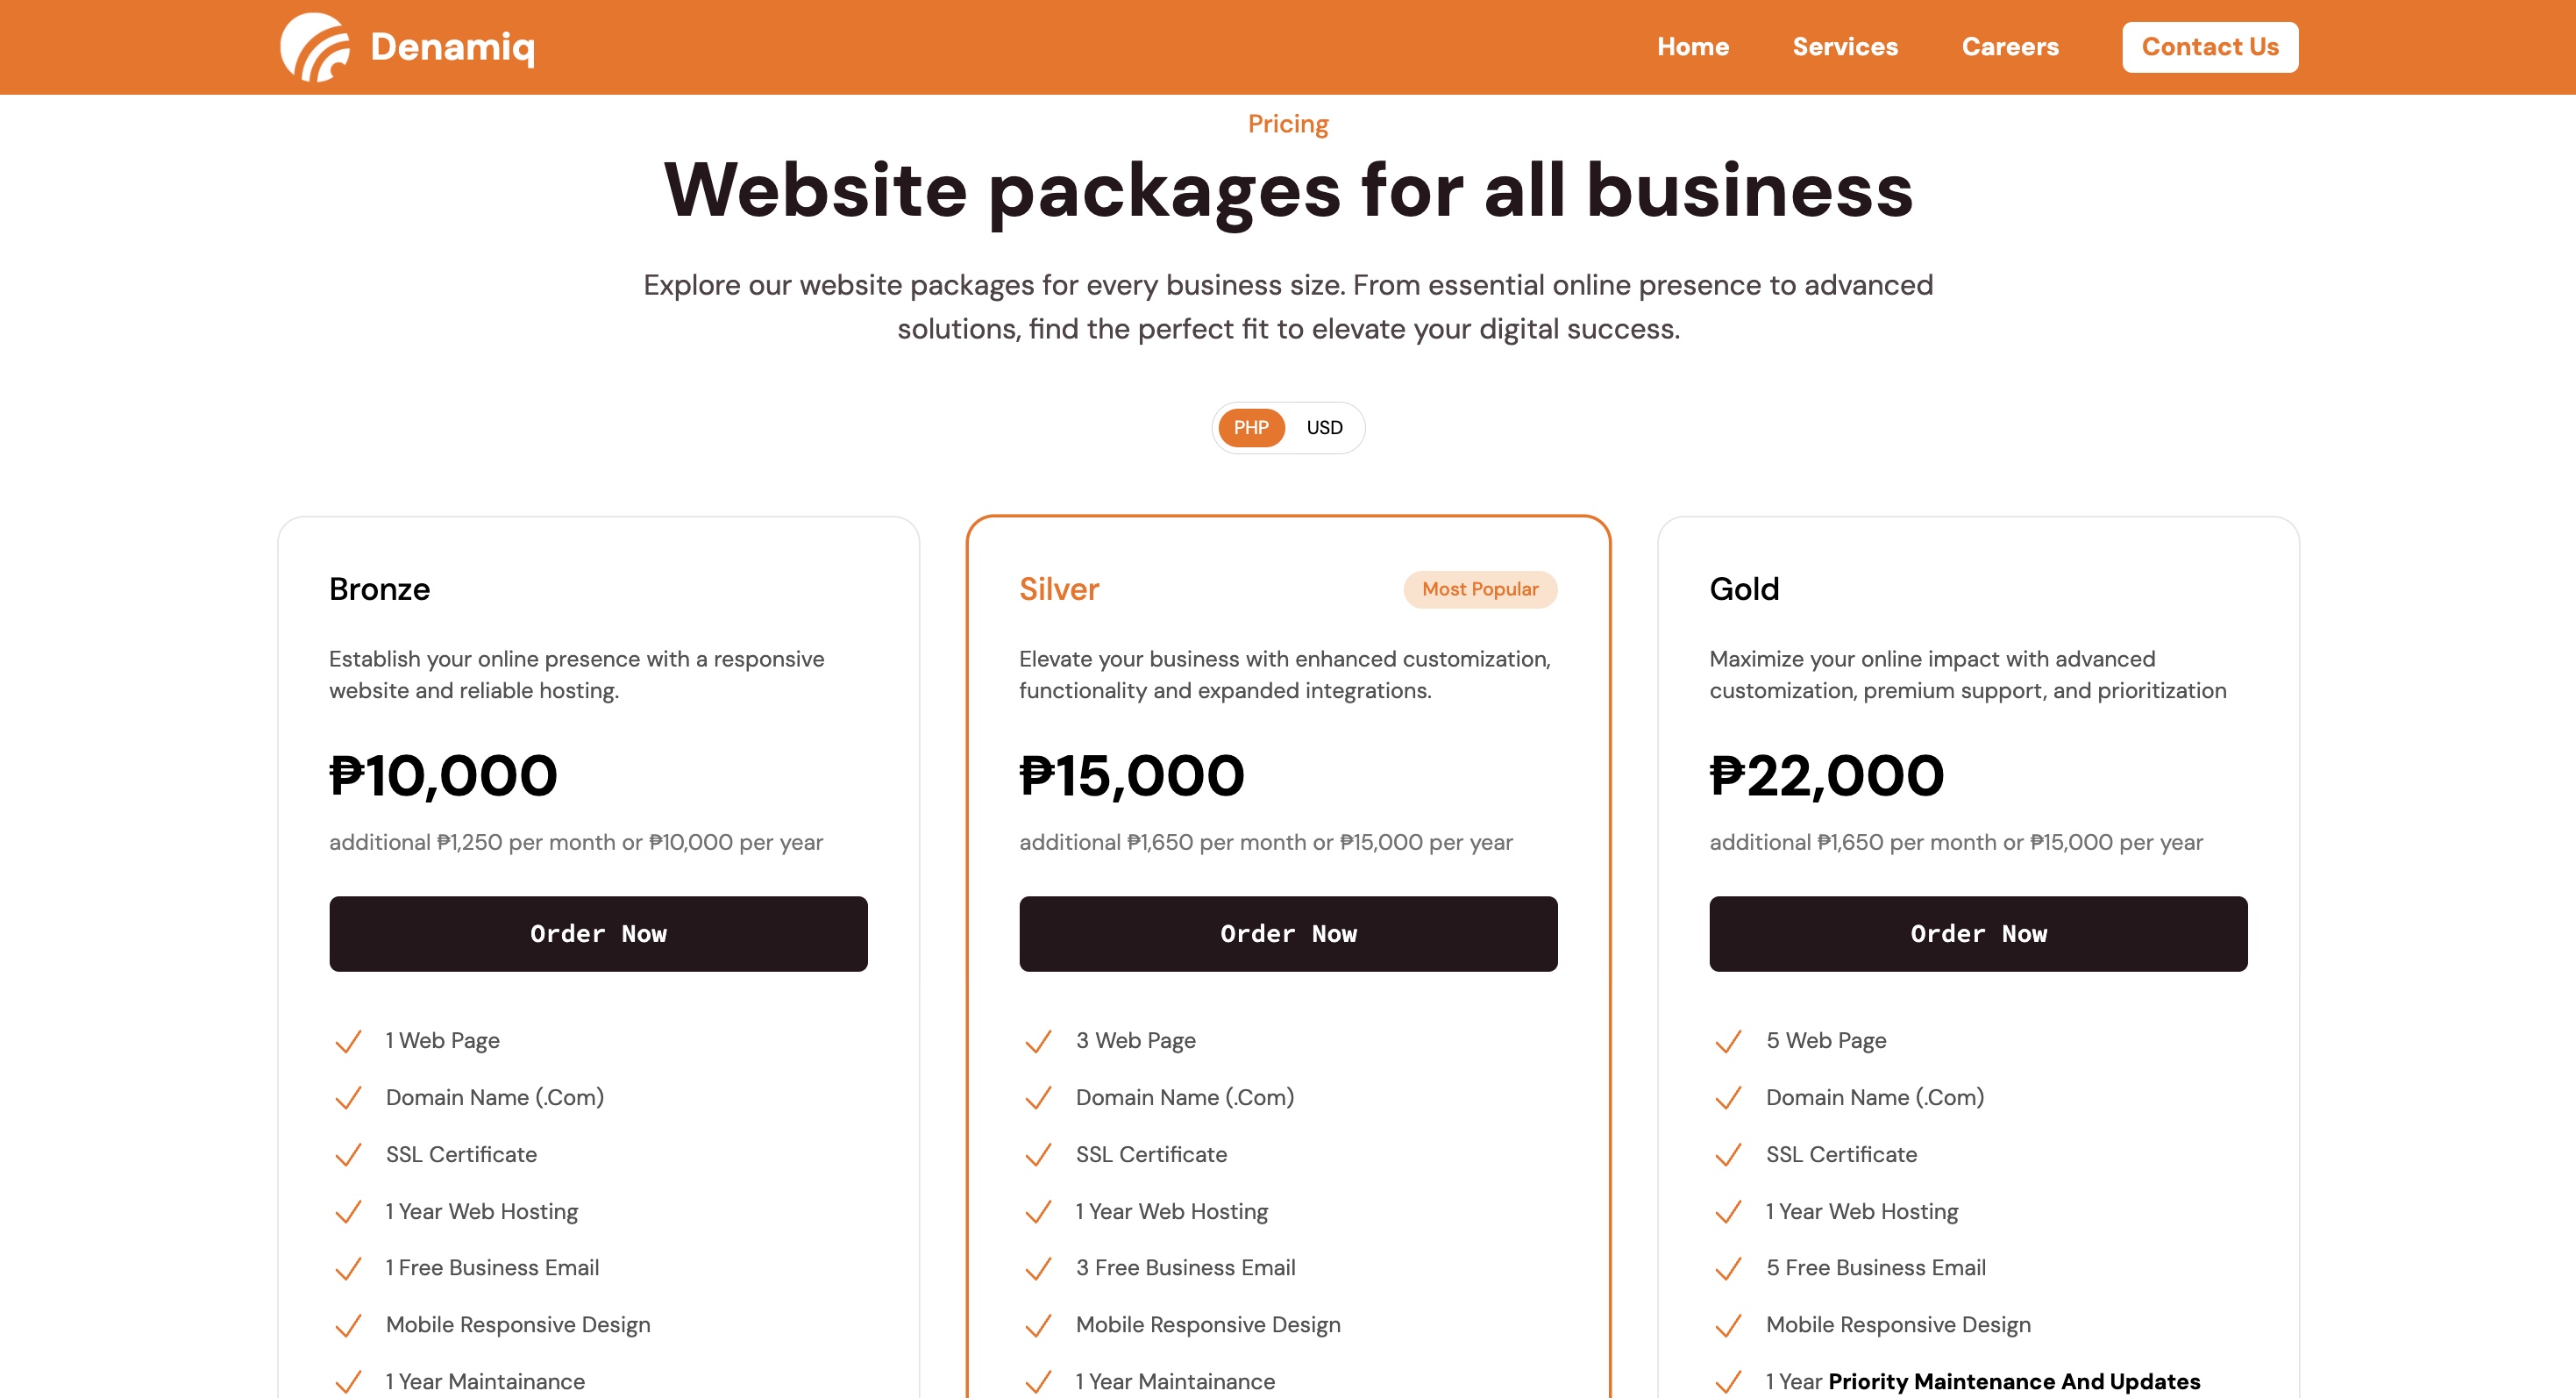 Denamiq
Home
Services
Careers
Contact Us
Pricing
Website packages for all business
Explore our website packages for every business size. From essential online presence to advanced
solutions, find the perfect fit to elevate your digital success.
PHP
USD
Bronze
Establish your online presence with a responsive
website and reliable hosting.
₱10,000
additional ₱1,250 per month or ₱10,000 per year
Order Now
1 Web Page
Domain Name (.Com)
SSL Certificate
1 Year Web Hosting
1 Free Business Email
Mobile Responsive Design
1 Year Maintainance
Silver
Most Popular
Elevate your business with enhanced customization,
functionality and expanded integrations.
₱15,000
additional ₱1,650 per month or ₱15,000 per year
Order Now
3 Web Page
Domain Name (.Com)
SSL Certificate
1 Year Web Hosting
3 Free Business Email
Mobile Responsive Design
1 Year Maintainance
Gold
Maximize your online impact with advanced
customization, premium support, and prioritization
₱22,000
additional ₱1,650 per month or ₱15,000 per year
Order Now
5 Web Page
Domain Name (.Com)
SSL Certificate
1 Year Web Hosting
5 Free Business Email
Mobile Responsive Design
1 Year Priority Maintenance And Updates